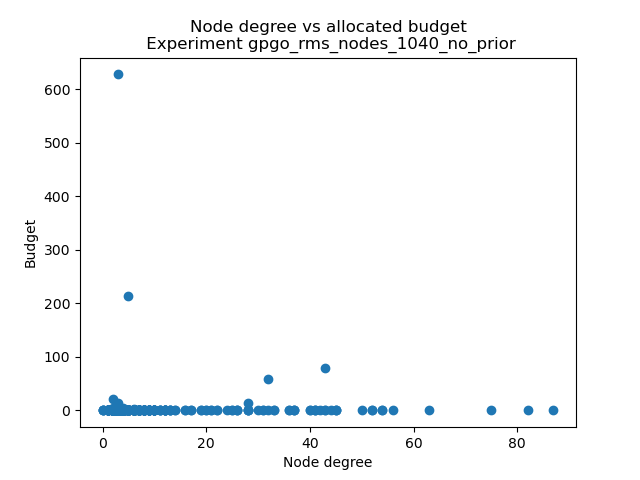 Node degree vs allocated budget
Experiment gpgo_rms_nodes_1040_no_prior
600
500
400
300
200
100
0
Budget
0 20 40 60 80
Node degree